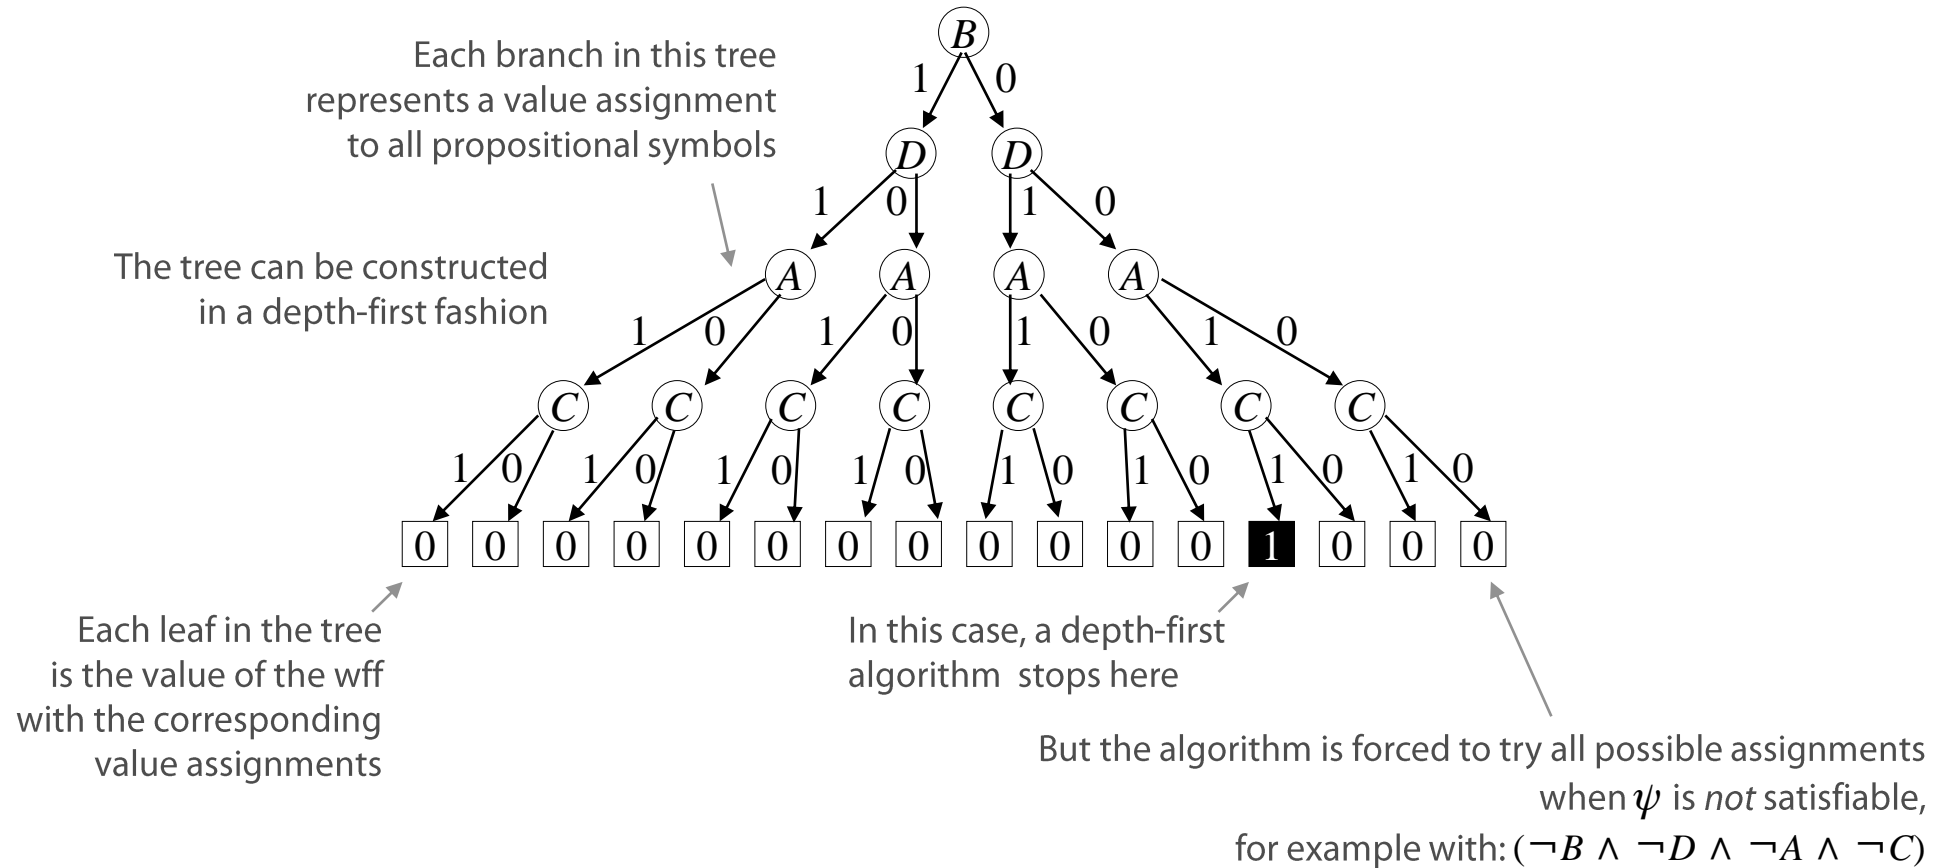 B
Each branch in this tree
represents a value assignment
to all propositional symbols
1 0
D D
1 0 1 0
The tree can be constructed
in a depth-first fashion
A A A A
1 0 1 0 1 0 1 0
C C C C C C C C
1 0 1 0 1 0 1 0 1 0 1 0 1 0 1 0
0 0 0 0 0 0 0 0 0 0 0 0 1 0 0 0
Each leaf in the tree
is the value of the wff
with the corresponding
value assignments
In this case, a depth-first
algorithm stops here
But the algorithm is forced to try all possible assignments
when ψ is not satisfiable,
for example with: (¬B ∧ ¬D ∧ ¬A ∧ ¬C)